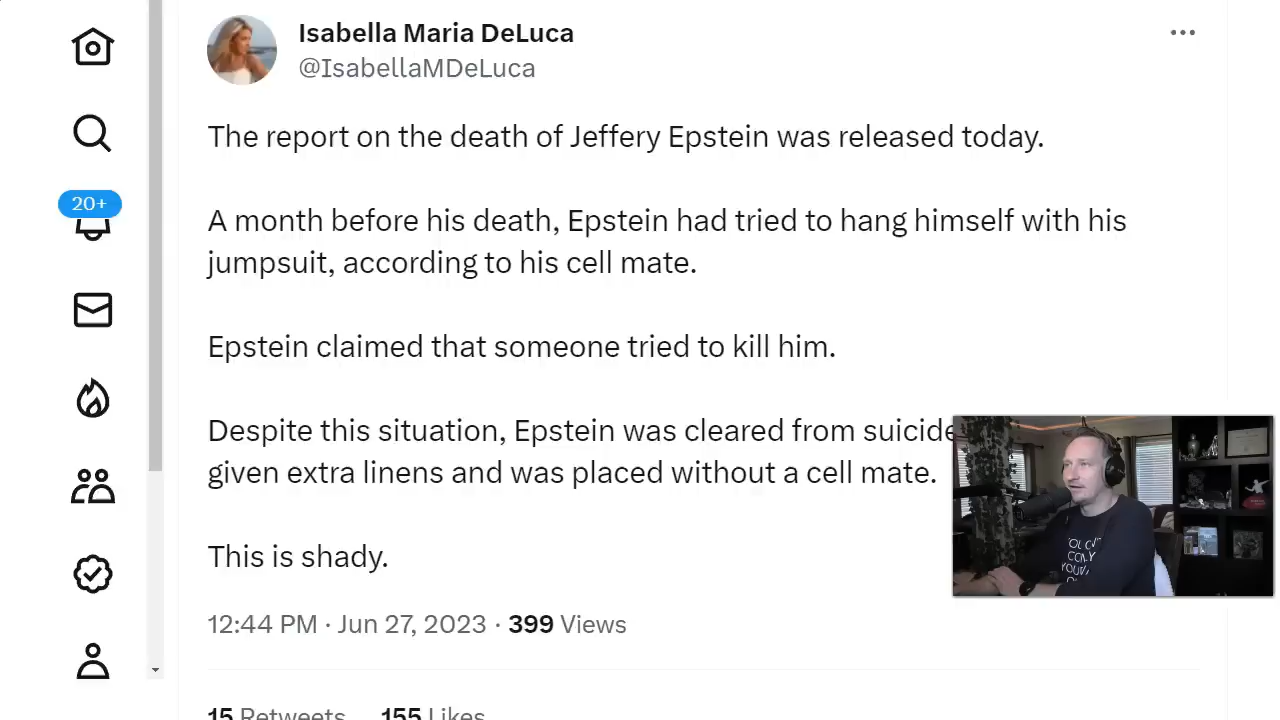 Isabella Maria DeLuca
@IsabellaMDeLuca
The report on the death of Jeffery Epstein was released today.
A month before his death, Epstein had tried to hang himself with his
jumpsuit, according to his cell mate.
20+
Epstein claimed that someone tried to kill him.
Despite this situation, Epstein was cleared from suicide
given extra linens and was placed without a cell mate.
This is shady.
12:44 PM · Jun 27, 2023 · 399 Views
15 Retweets 155 Likes